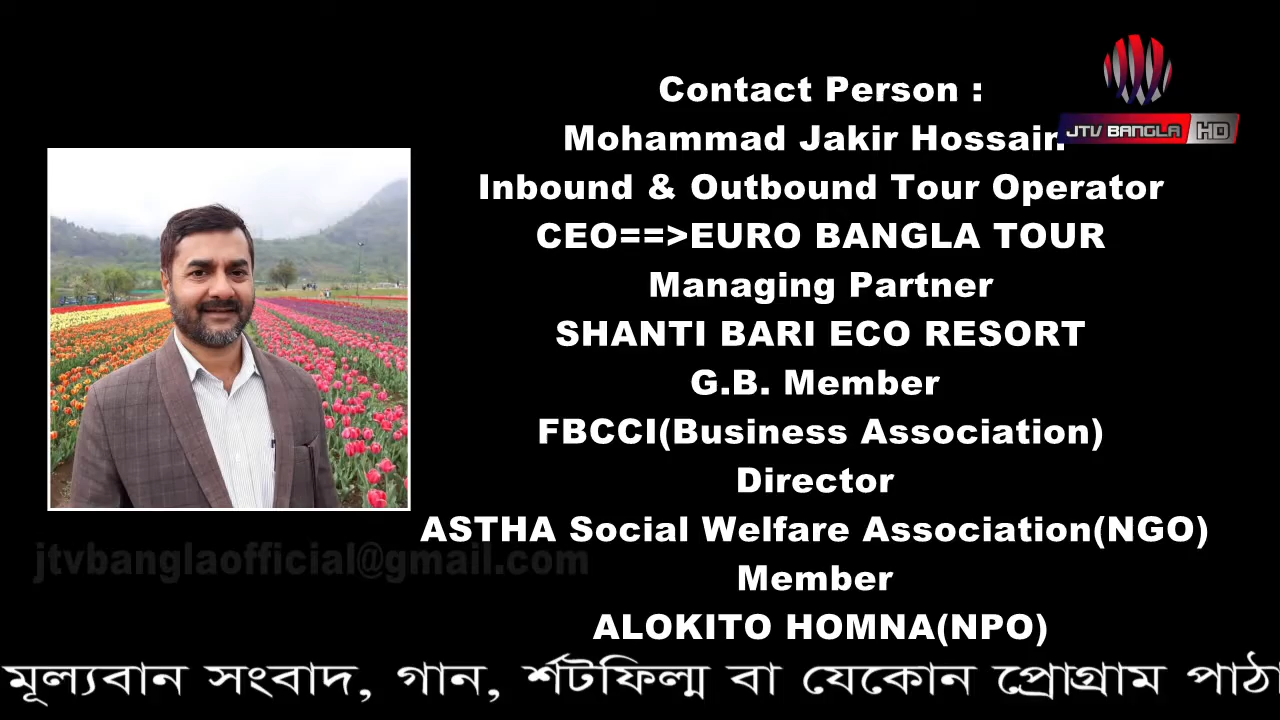 Contact Person :
Mohammad Jakir Hossain
Inbound & Outbound Tour Operator
CEO==>EURO BANGLA TOUR
Managing Partner
SHANTI BARI ECO RESORT
G.B. Member
FBCCI(Business Association)
Director
ASTHA Social Welfare Association(NGO)
Member
ALOKITO HOMNA(NPO)
JTV BANGLA HD
jtvbanglaofficial@gmail.com
মূল্যবান সংবাদ, গান, র্শটফিল্ম বা যেকোন প্রোগ্রাম পাঠা